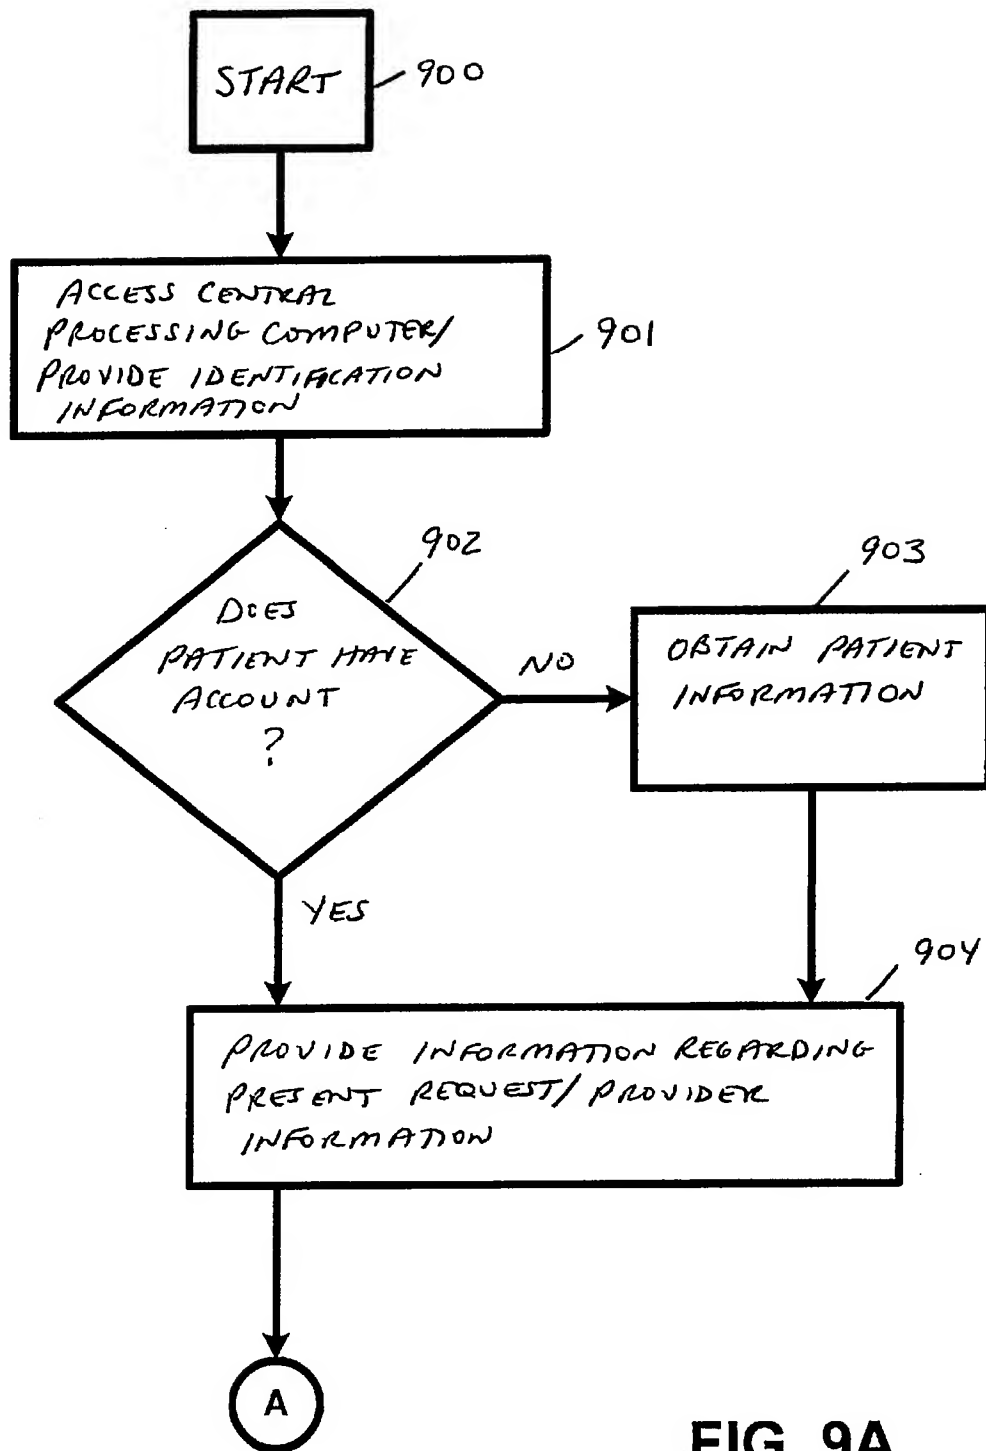 START
900
ACCESS CENTRAL
PROCESSING COMPUTER/
PROVIDE IDENTIFICATION
INFORMATION
901
902
DOES
PATIENT HAVE
ACCOUNT
?
NO
903
OBTAIN PATIENT
INFORMATION
YES
904
PROVIDE INFORMATION REGARDING
PRESENT REQUEST/PROVIDER
INFORMATION
A
FIG. 9A